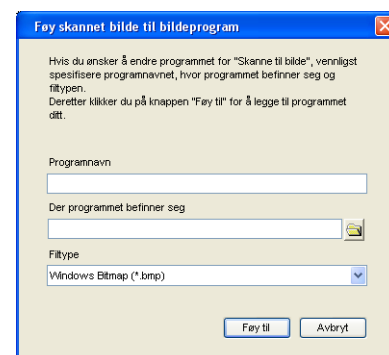 Føy skannet bilde til bildeprogram
Hvis du ønsker å endre programmet for "Skanne til bilde", vennligst
spesifisere programnavnet, hvor programmet befinner seg og
filtypen.
Deretter klikker du på knappen "Føy til" for å legge til programmet
ditt.
Programnavn
Der programmet befinner seg
Filtype
Windows Bitmap (*.bmp)
Føy til
Avbryt